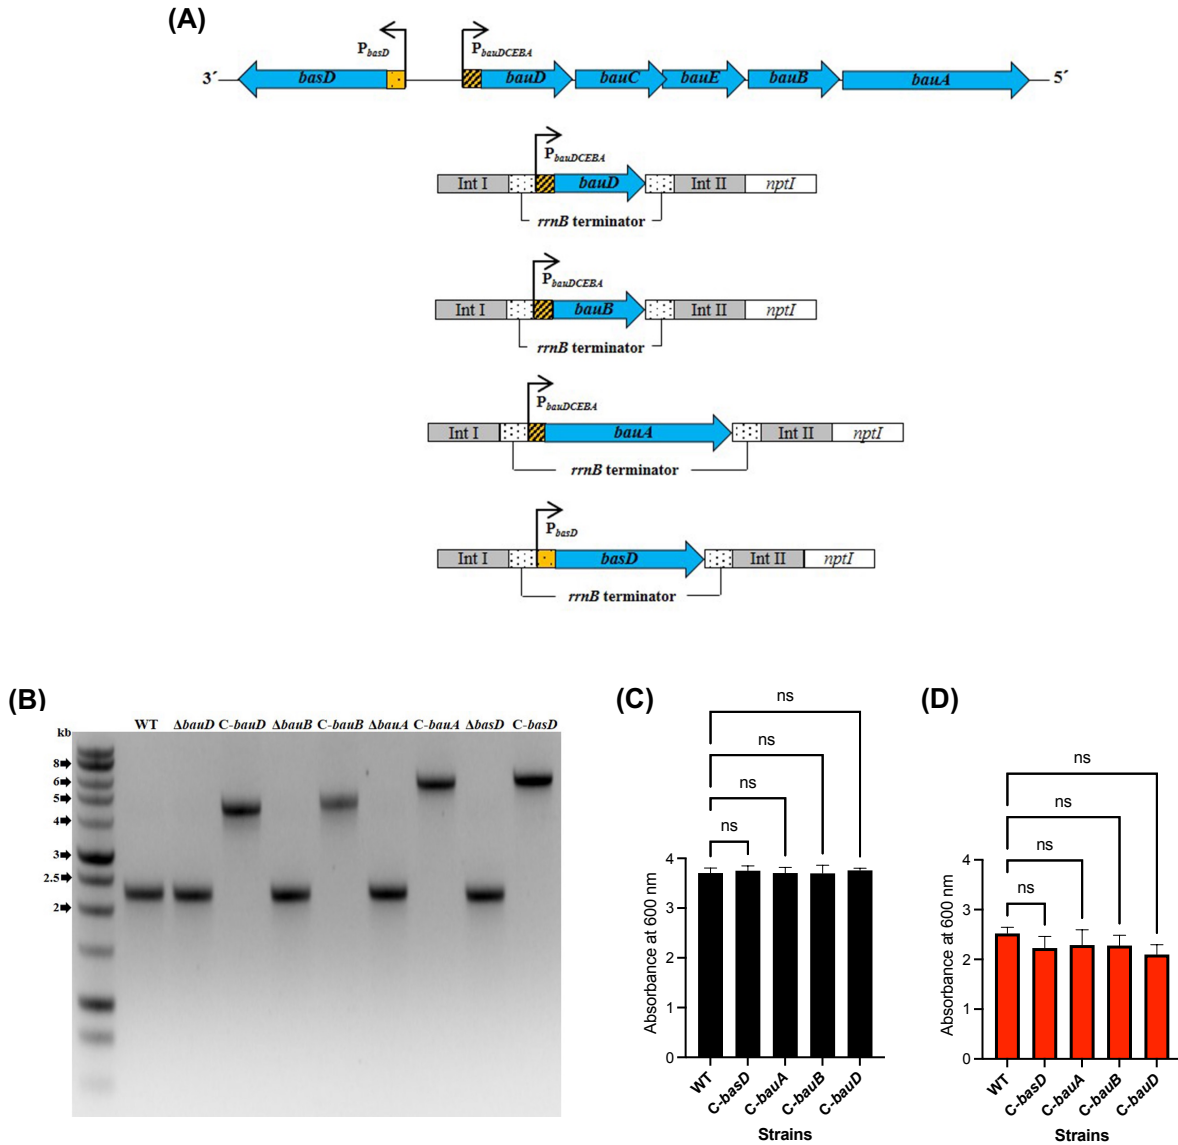 (A)
P basD P bauDCEBA
3´ basD bauD bauC bauE bauB bauA 5´
P bauDCEBA
Int I bauD Int II nptI
rrnB terminator
P bauDCEBA
Int I bauB Int II nptI
rrnB terminator
P bauDCEBA
Int I bauA Int II nptI
rrnB terminator
P basD
Int I basD Int II nptI
rrnB terminator
(B)
WT ΔbauD C-bauD ΔbauB C-bauB ΔbauA C-bauA ΔbasD C-basD
kb
8
6
5
4
3
2.5
2
(C)
ns
ns
ns
ns
Absorbance at 600 nm
4
3
2
1
0
WT C-basD C-bauA C-bauB C-bauD
Strains
(D)
ns
ns
ns
ns
Absorbance at 600 nm
4
3
2
1
0
WT C-basD C-bauA C-bauB C-bauD
Strains